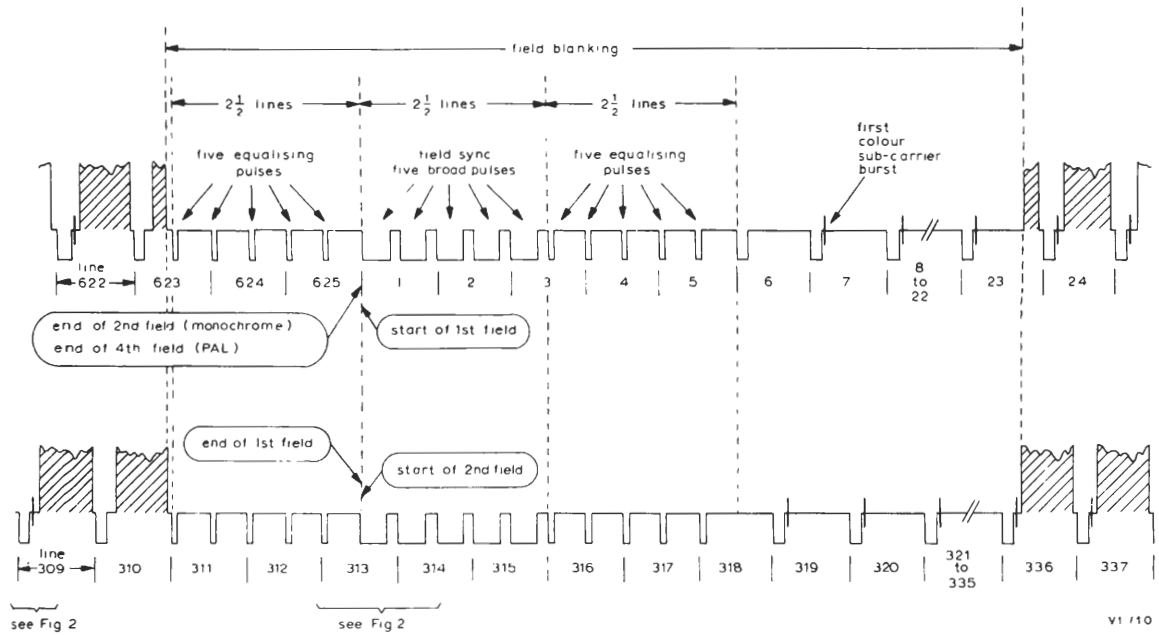 field blanking
2½ lines
2½ lines
2½ lines
five equalising
pulses
field sync
five broad pulses
five equalising
pulses
first
colour
sub-carrier
burst
line
622
623
624
625
1
2
3
4
5
6
7
8
to
22
23
24
end of 2nd field (monochrome)
end of 4th field (PAL)
start of 1st field
end of 1st field
start of 2nd field
line
309
310
311
312
313
314
315
316
317
318
319
320
321
to
335
336
337
see Fig 2
see Fig 2
V1/10